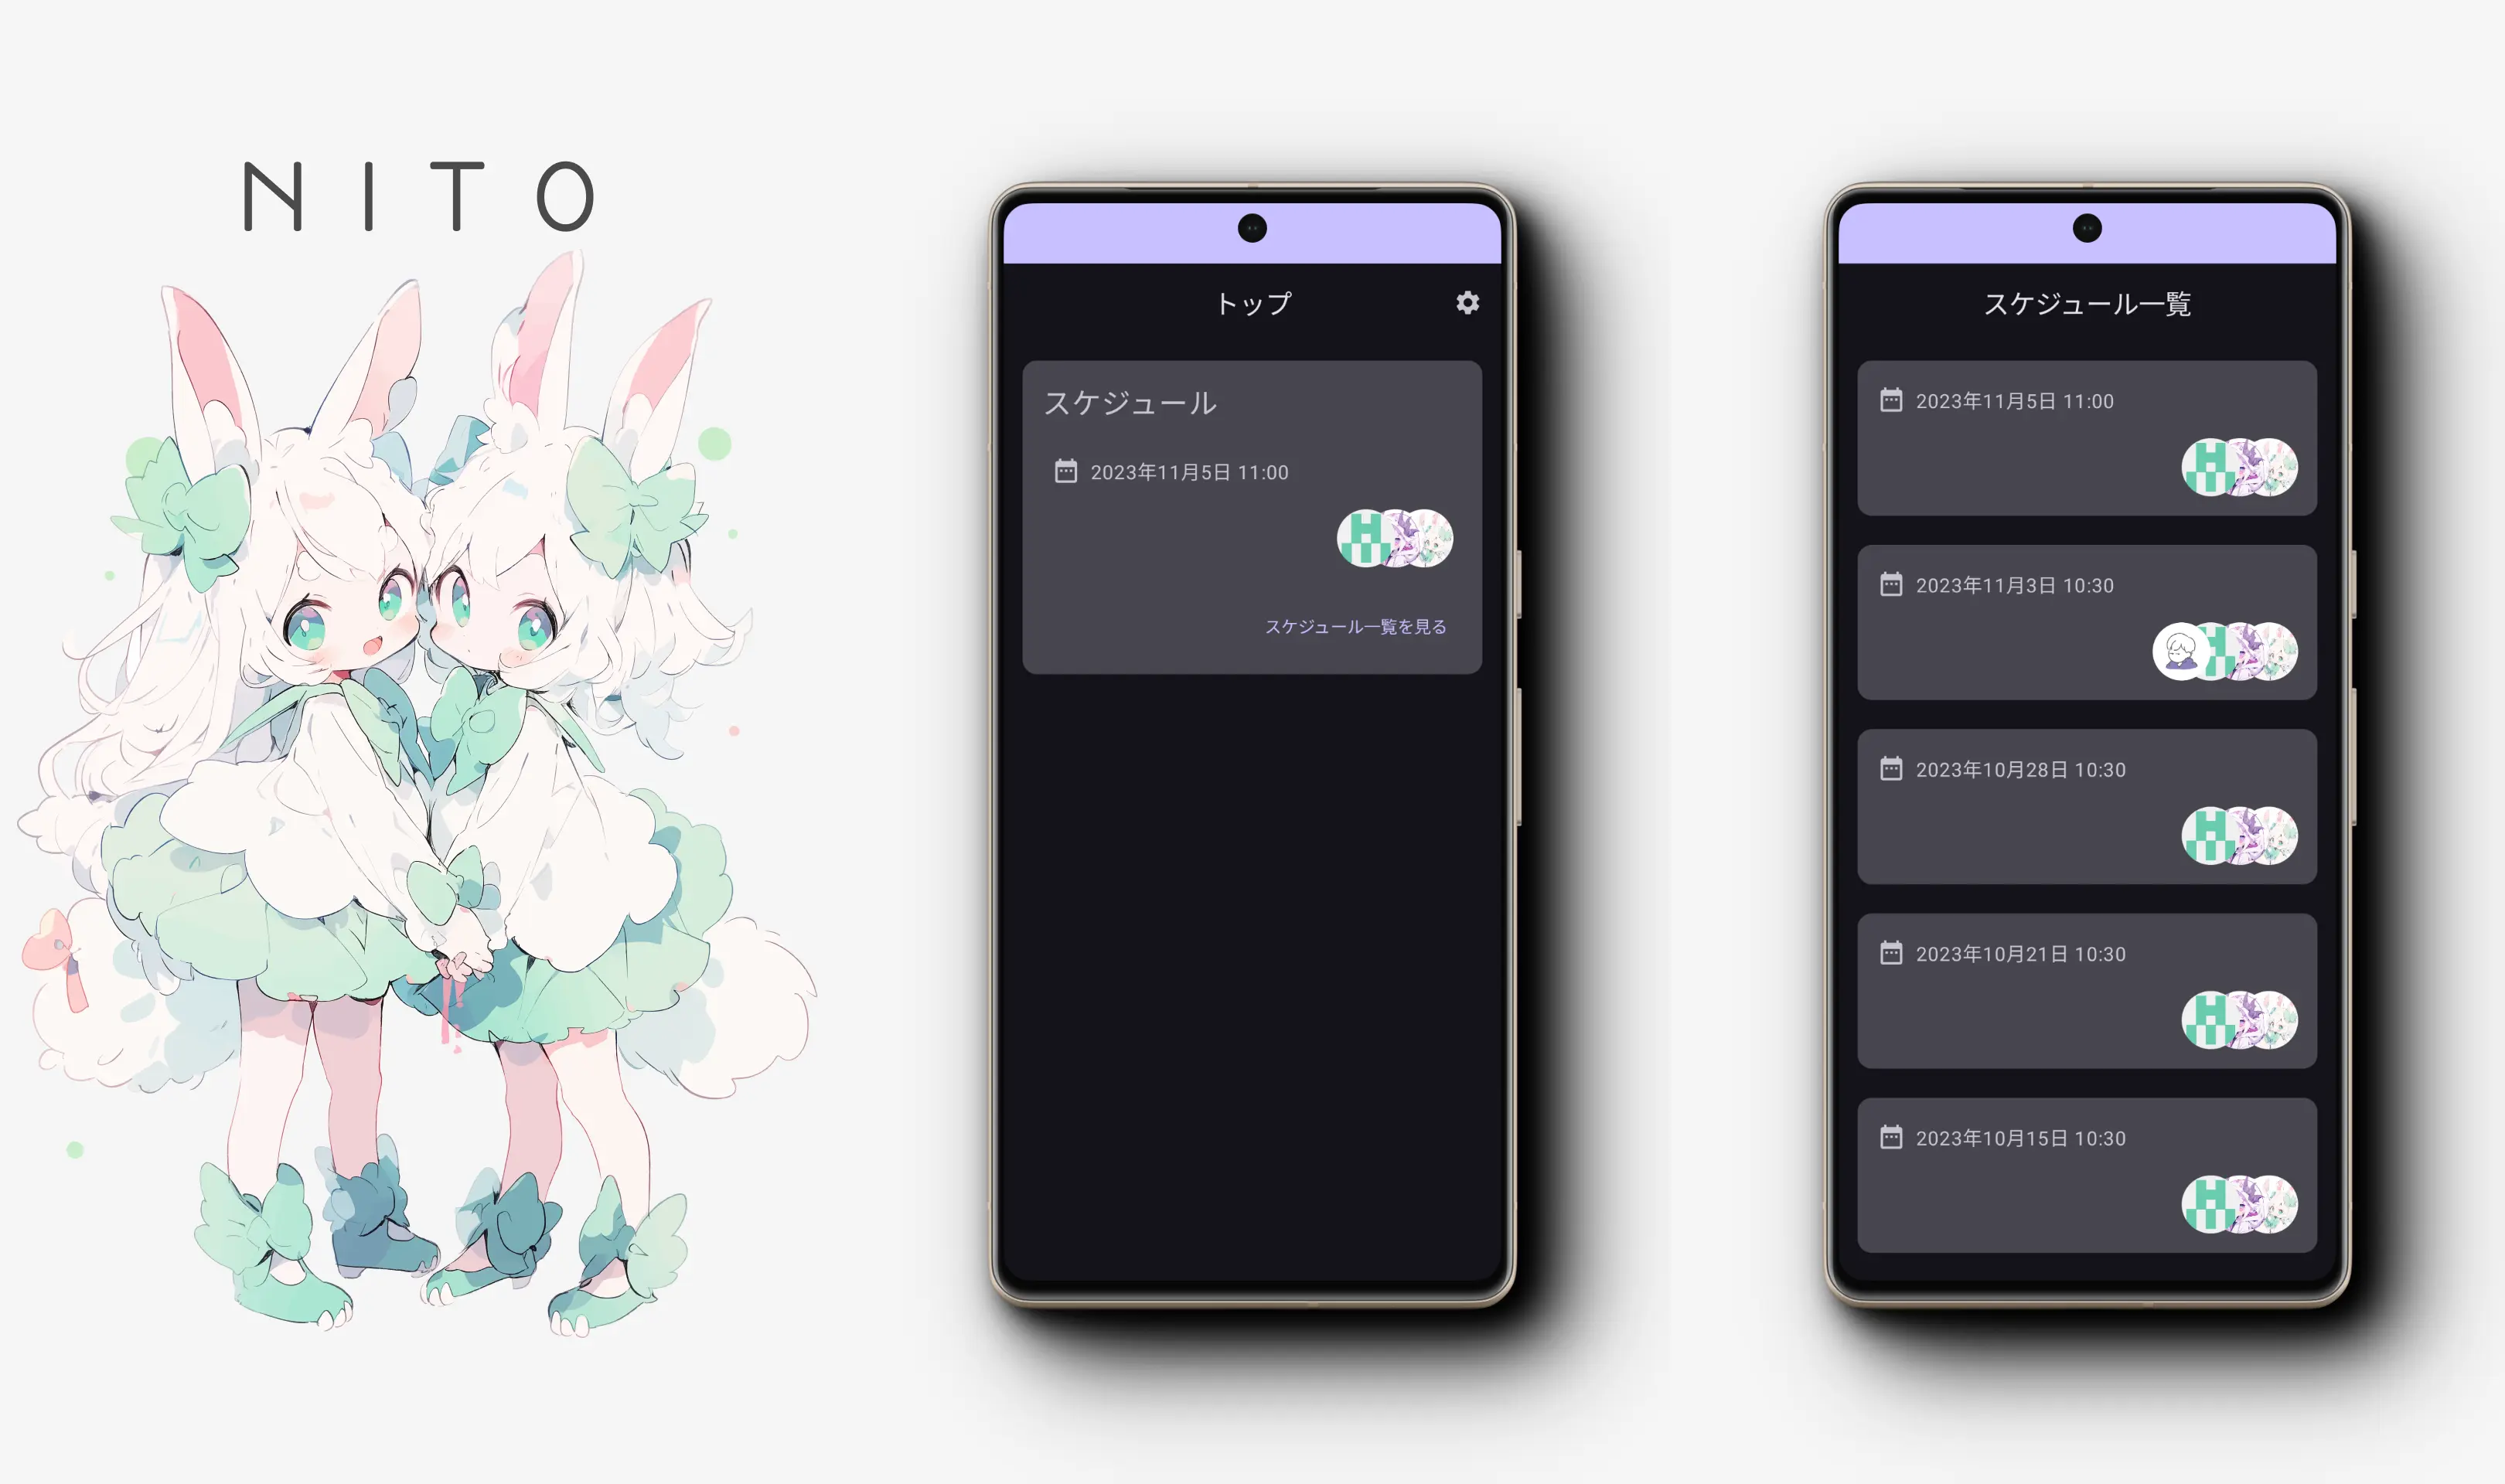 NITO
トップ
スケジュール
2023年11月5日 11:00
スケジュール一覧を見る
スケジュール一覧
2023年11月5日 11:00
2023年11月3日 10:30
2023年10月28日 10:30
2023年10月21日 10:30
2023年10月15日 10:30